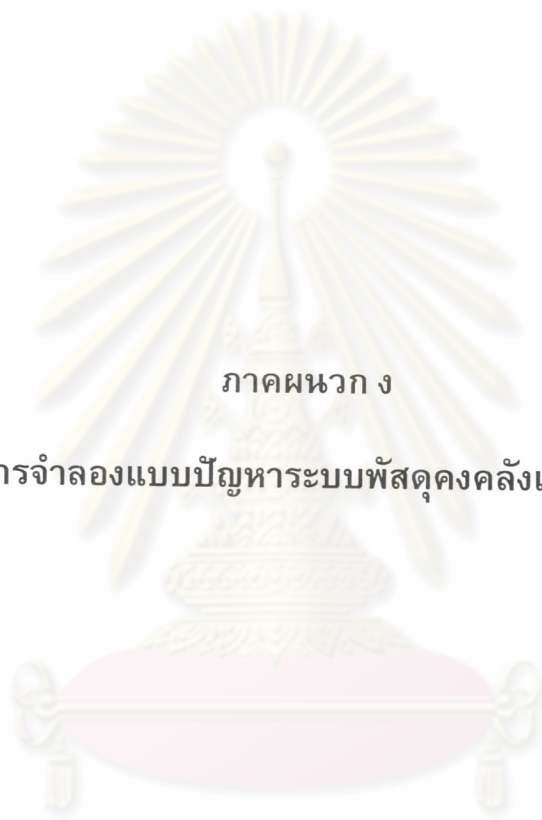 ภาคผนวก ง
ารจำลองแบบปัญหาระบบพัสดุคงคลัง